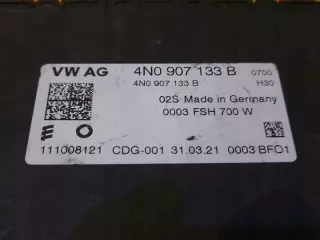 VW AG 4N0 907 133 B 0700
4N0 907 133 B H30
02S Made in Germany
0003 FSH 700 W
111008121 CDG-001 31.03.21 0003 BFO1